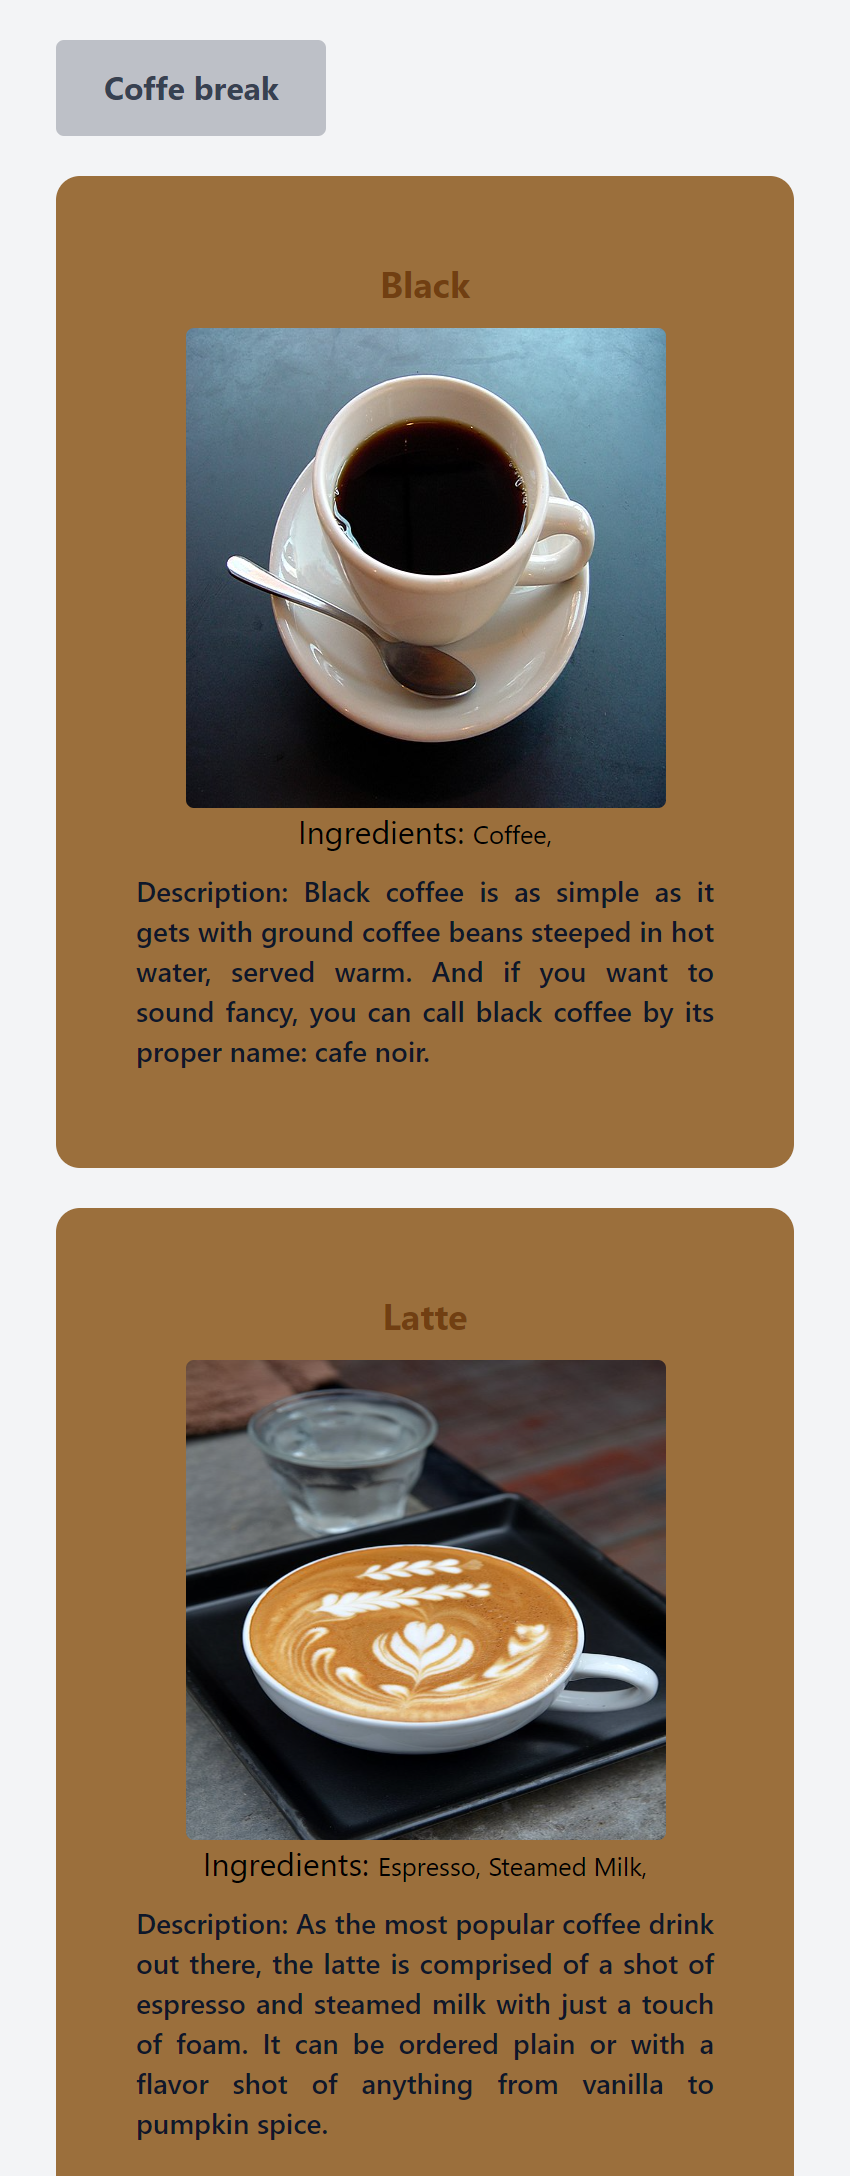 Coffe break
Black
Ingredients: Coffee,
Description: Black coffee is as simple as it
gets with ground coffee beans steeped in hot
water, served warm. And if you want to
sound fancy, you can call black coffee by its
proper name: cafe noir.
Latte
Ingredients: Espresso, Steamed Milk,
Description: As the most popular coffee drink
out there, the latte is comprised of a shot of
espresso and steamed milk with just a touch
of foam. It can be ordered plain or with a
flavor shot of anything from vanilla to
pumpkin spice.